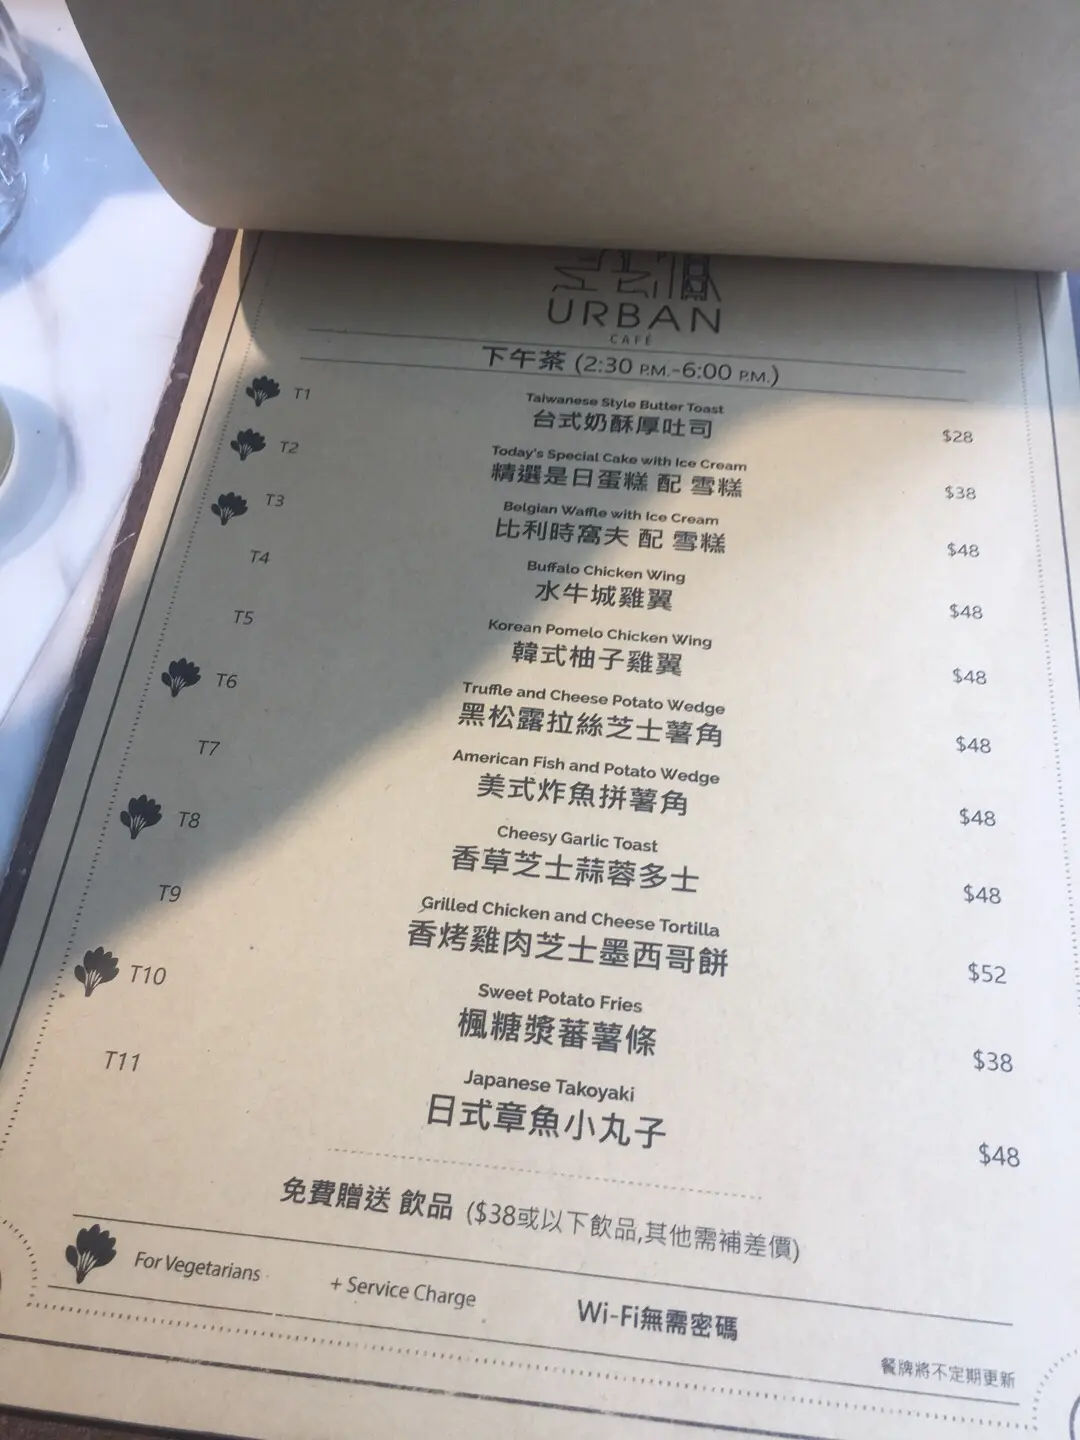 URBAN
CAFÉ
下午茶 (2:30 P.M.-6:00 P.M.)
T1 Taiwanese Style Butter Toast
台式奶酥厚吐司 $28
T2 Today's Special Cake with Ice Cream
精選是日蛋糕 配 雪糕 $38
T3 Belgian Waffle with Ice Cream
比利時窩夫 配 雪糕 $48
T4 Buffalo Chicken Wing
水牛城雞翼 $48
T5 Korean Pomelo Chicken Wing
韓式柚子雞翼 $48
T6 Truffle and Cheese Potato Wedge
黑松露拉絲芝士薯角 $48
T7 American Fish and Potato Wedge
美式炸魚拼薯角 $48
T8 Cheesy Garlic Toast
香草芝士蒜蓉多士 $48
T9 Grilled Chicken and Cheese Tortilla
香烤雞肉芝士墨西哥餅 $52
T10 Sweet Potato Fries
楓糖漿蕃薯條 $38
T11 Japanese Takoyaki
日式章魚小丸子 $48
免費贈送 飲品 ($38或以下飲品,其他需補差價)
For Vegetarians + Service Charge Wi-Fi無需密碼
餐牌將不定期更新